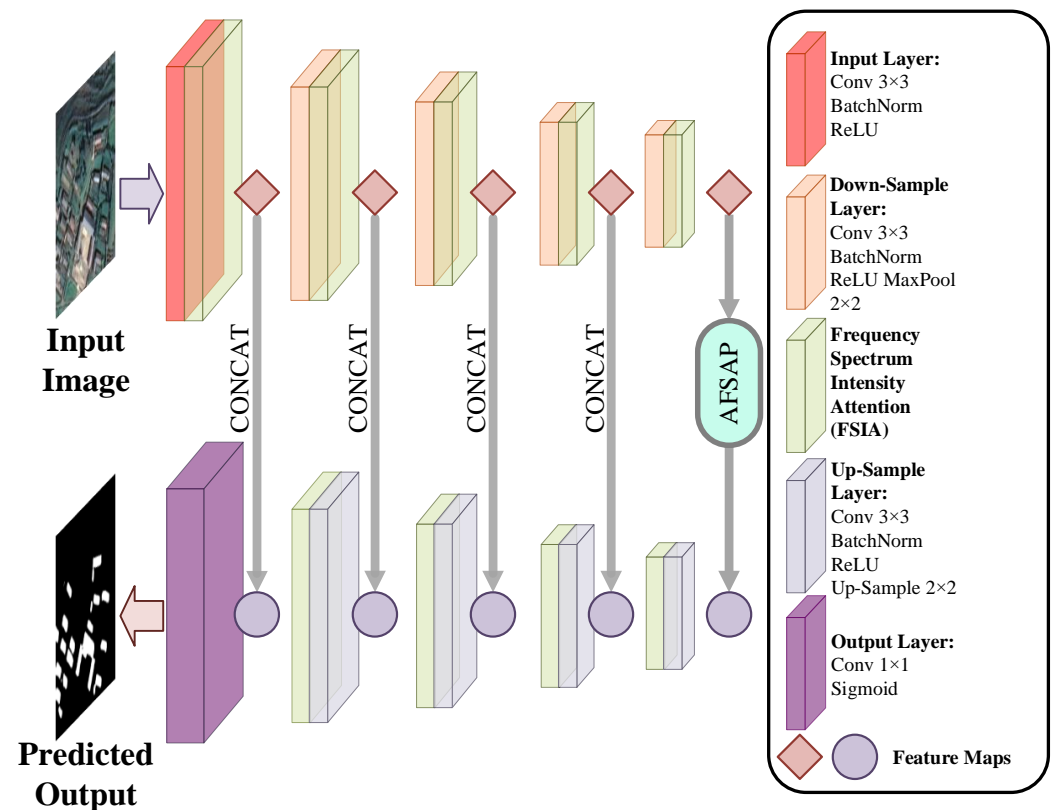 Input
Image
CONCAT
CONCAT
CONCAT
CONCAT
AFSAP
Predicted
Output
Input Layer:
Conv 3×3
BatchNorm
ReLU
Down-Sample
Layer:
Conv 3×3
BatchNorm
ReLU MaxPool
2×2
Frequency
Spectrum
Intensity
Attention
(FSIA)
Up-Sample
Layer:
Conv 3×3
BatchNorm
ReLU
Up-Sample 2×2
Output Layer:
Conv 1×1
Sigmoid
Feature Maps